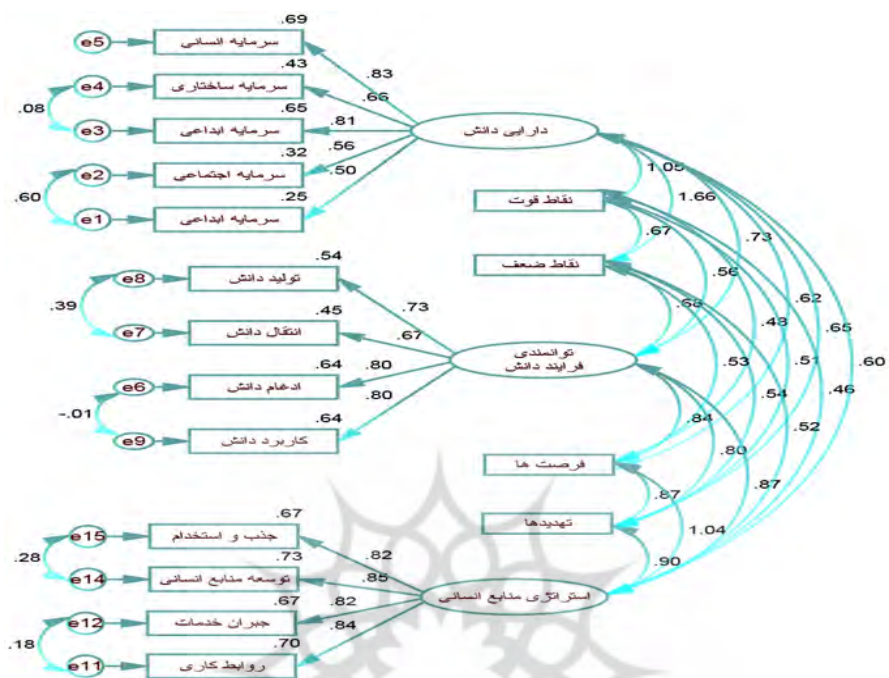 .69
e5 سرمایه انسانی
.83
.43
e4 سرمایه ساختاری
.66
.08
.65
e3 سرمایه ابداعی
.81
دارایی دانش
.32
e2 سرمایه اجتماعی
.56
.60
.50
.25
e1 سرمایه ابداعی
1.05
1.66
.73
نقاط قوت
.67
.56
.62
.65
.60
نقاط ضعف
.68
.48
.51
.46
.53
.54
.52
.54
e8 تولید دانش
.73
.39
.45
e7 انتقال دانش
.67
توانمندی
فرایند دانش
.64
e6 ادغام دانش
.80
-.01
.80
.64
e9 کاربرد دانش
.84
.80
.87
فرصت ها
.87
1.04
تهدیدها
.90
.67
e15 جذب و استخدام
.82
.28
.73
e14 توسعه منابع انسانی
.85
استراتژی منابع انسانی
.67
e12 جبران خدمات
.82
.18
.84
.70
e11 روابط کاری